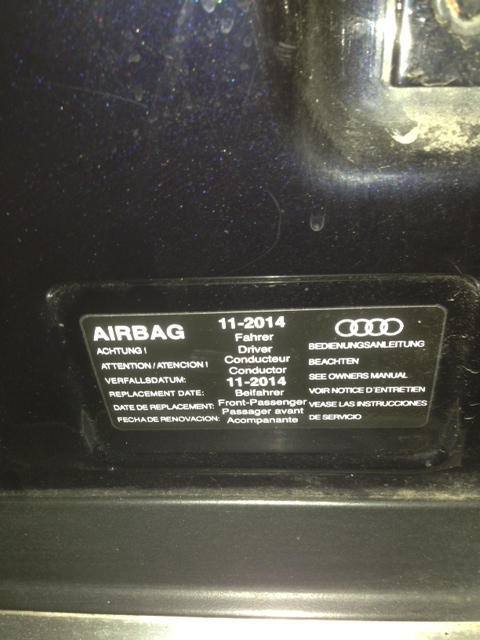 AIRBAG
ACHTUNG !
ATTENTION / ATENCION !
VERFALLSDATUM:
REPLACEMENT DATE:
DATE DE REPLACEMENT:
FECHA DE RENOVACION:
11-2014
Fahrer
Driver
Conducteur
Conductor
11-2014
Beifahrer
Front-Passenger
Passager avant
Acompanante
BEDIENUNGSANLEITUNG
BEACHTEN
SEE OWNERS MANUAL
VOIR NOTICE D'ENTRETIEN
VEASE LAS INSTRUCCIONES
DE SERVICIO